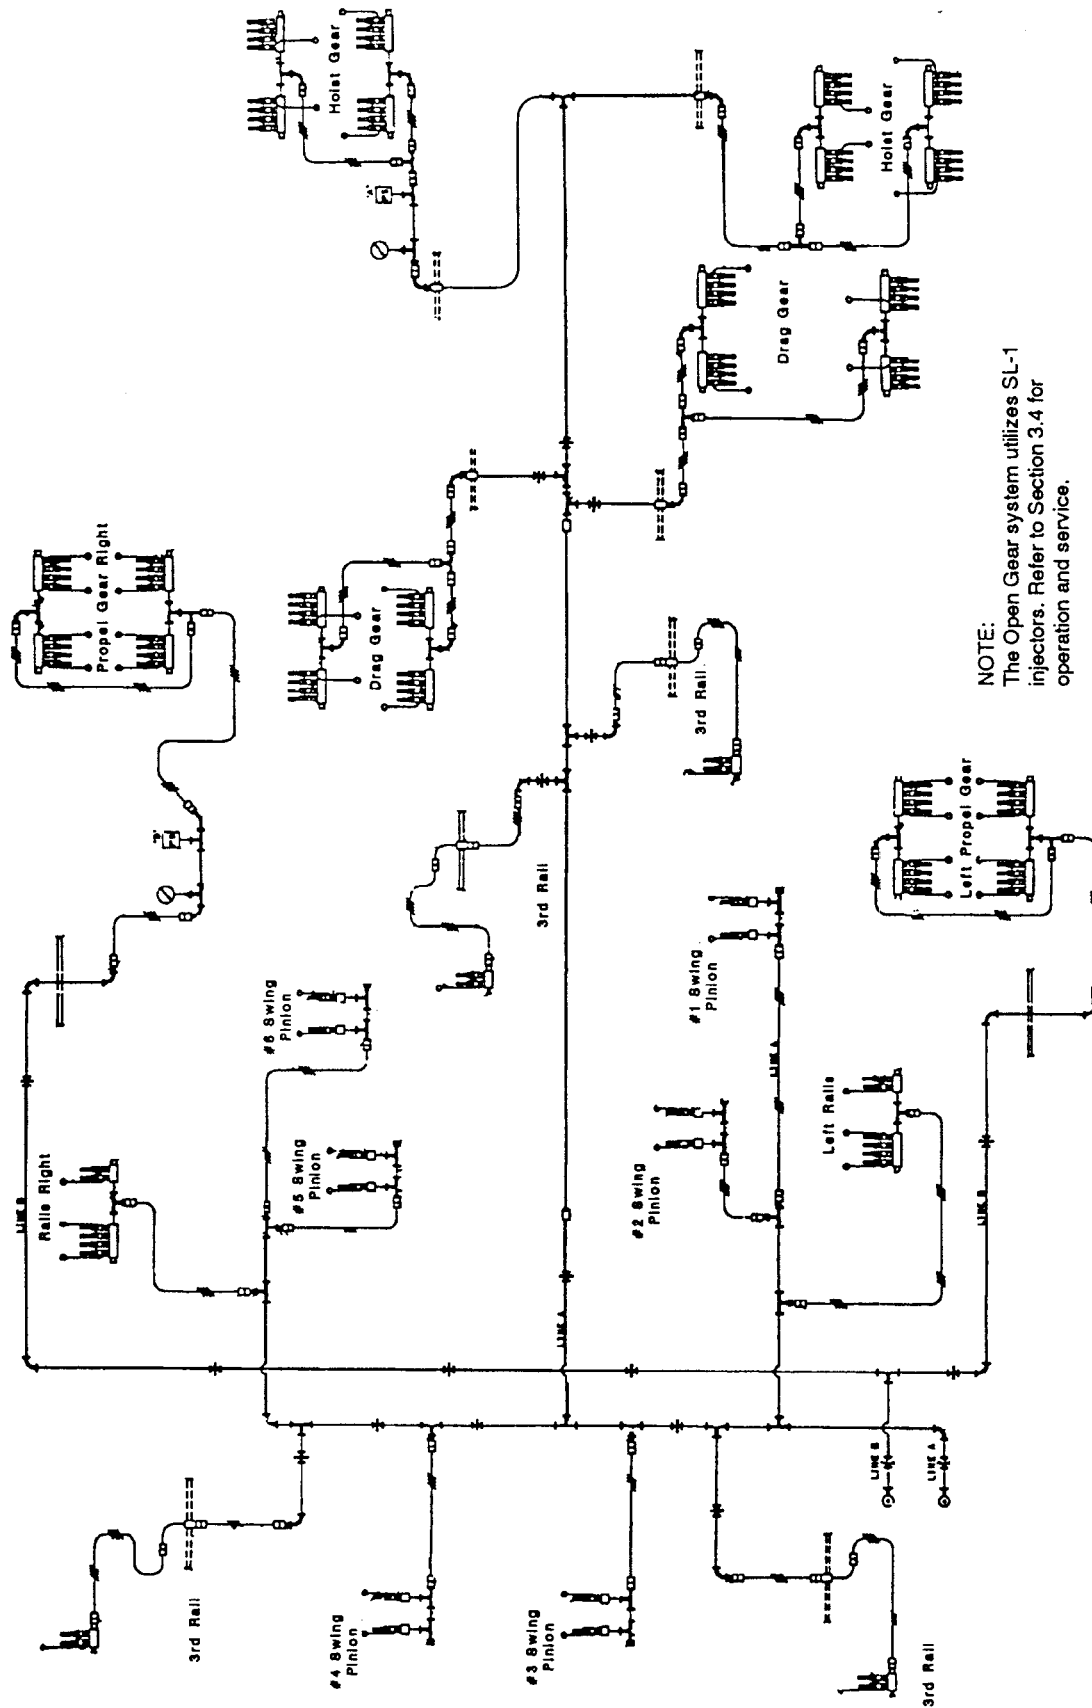 Hoist Gear
"A"
PS
Hoist Gear
Drag Gear
NOTE:
The Open Gear system utilizes SL-1
injectors. Refer to Section 3.4 for
operation and service.
Propel Gear Right
Drag Gear
"B"
PS
3rd Rail
3rd Rail
Left Propel Gear
#6 Swing
Pinion
#1 Swing
Pinion
LINE A
Rails Right
LINE B
#5 Swing
Pinion
#2 Swing
Pinion
Left Rails
LINE B
LINE A
LINE B
LINE A
3rd Rail
#4 Swing
Pinion
#3 Swing
Pinion
3rd Rail